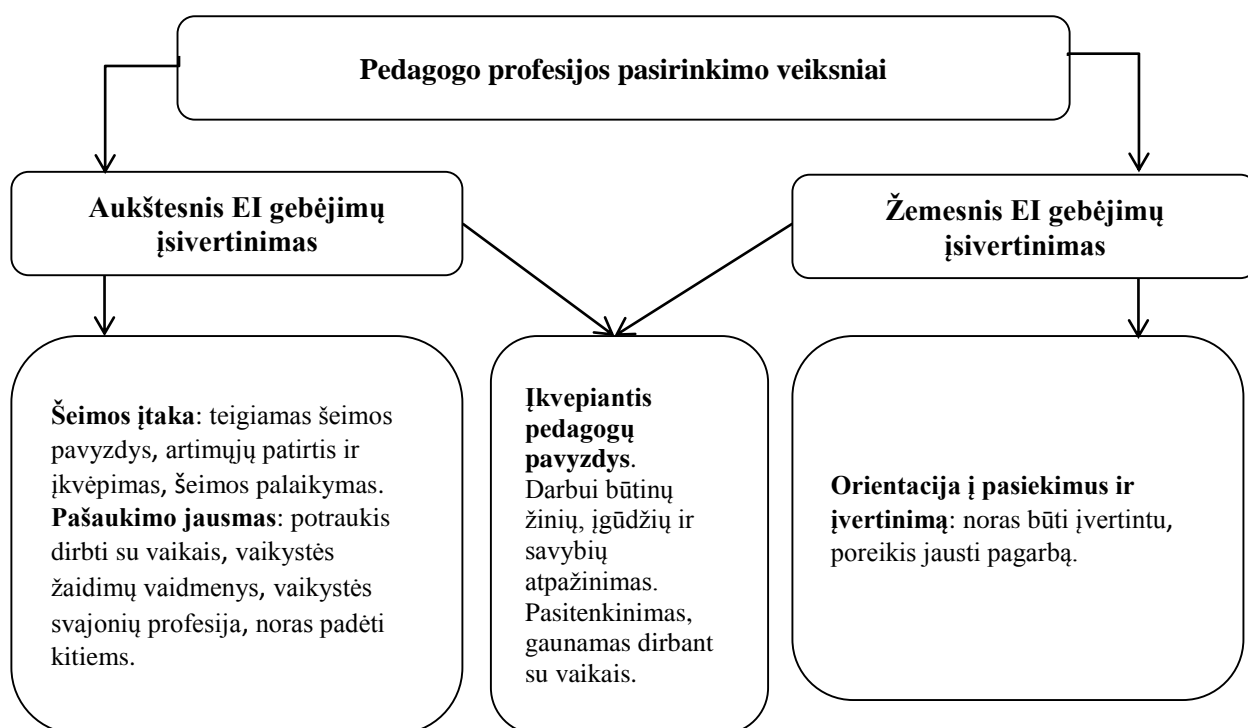 Pedagogo profesijos pasirinkimo veiksniai
Aukštesnis EI gebėjimų
įsivertinimas
Žemesnis EI gebėjimų
įsivertinimas
Šeimos įtaka: teigiamas šeimos
pavyzdys, artimųjų patirtis ir
įkvėpimas, šeimos palaikymas.
Pašaukimo jausmas: potraukis
dirbti su vaikais, vaikystės
žaidimų vaidmenys, vaikystės
svajonių profesija, noras padėti
kitiems.
Įkvepiantis
pedagogų
pavyzdys.
Darbui būtinų
žinių, įgūdžių ir
savybių
atpažinimas.
Pasitenkinimas,
gaunamas dirbant
su vaikais.
Orientacija į pasiekimus ir
įvertinimą: noras būti įvertintu,
poreikis jausti pagarbą.